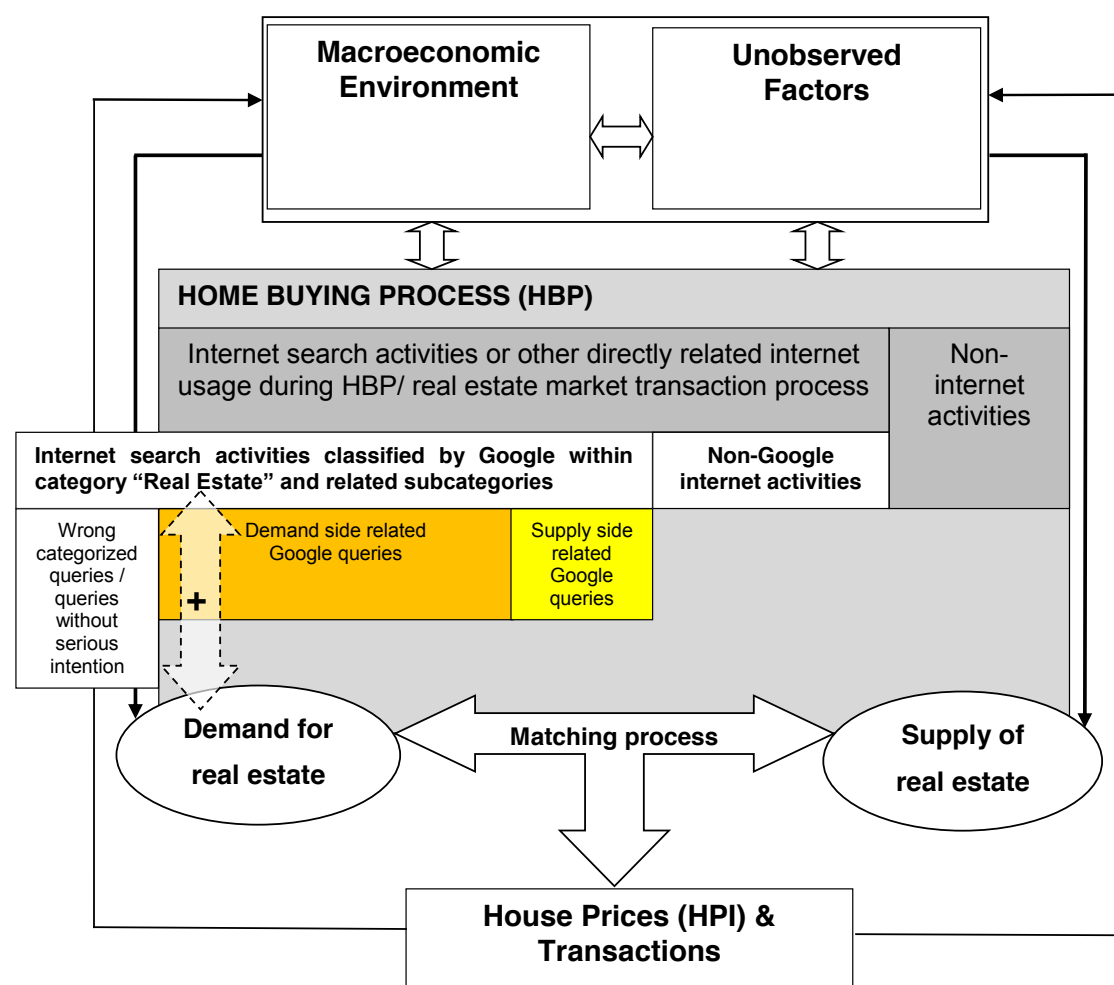 Macroeconomic
Environment
Unobserved
Factors
HOME BUYING PROCESS (HBP)
Internet search activities or other directly related internet
usage during HBP/ real estate market transaction process
Non-
internet
activities
Internet search activities classified by Google within
category “Real Estate” and related subcategories
Non-Google
internet activities
Wrong
categorized
queries /
queries
without
serious
intention
Demand side related
Google queries
Supply side
related
Google
queries
+
Demand for
real estate
Matching process
Supply of
real estate
House Prices (HPI) &
Transactions